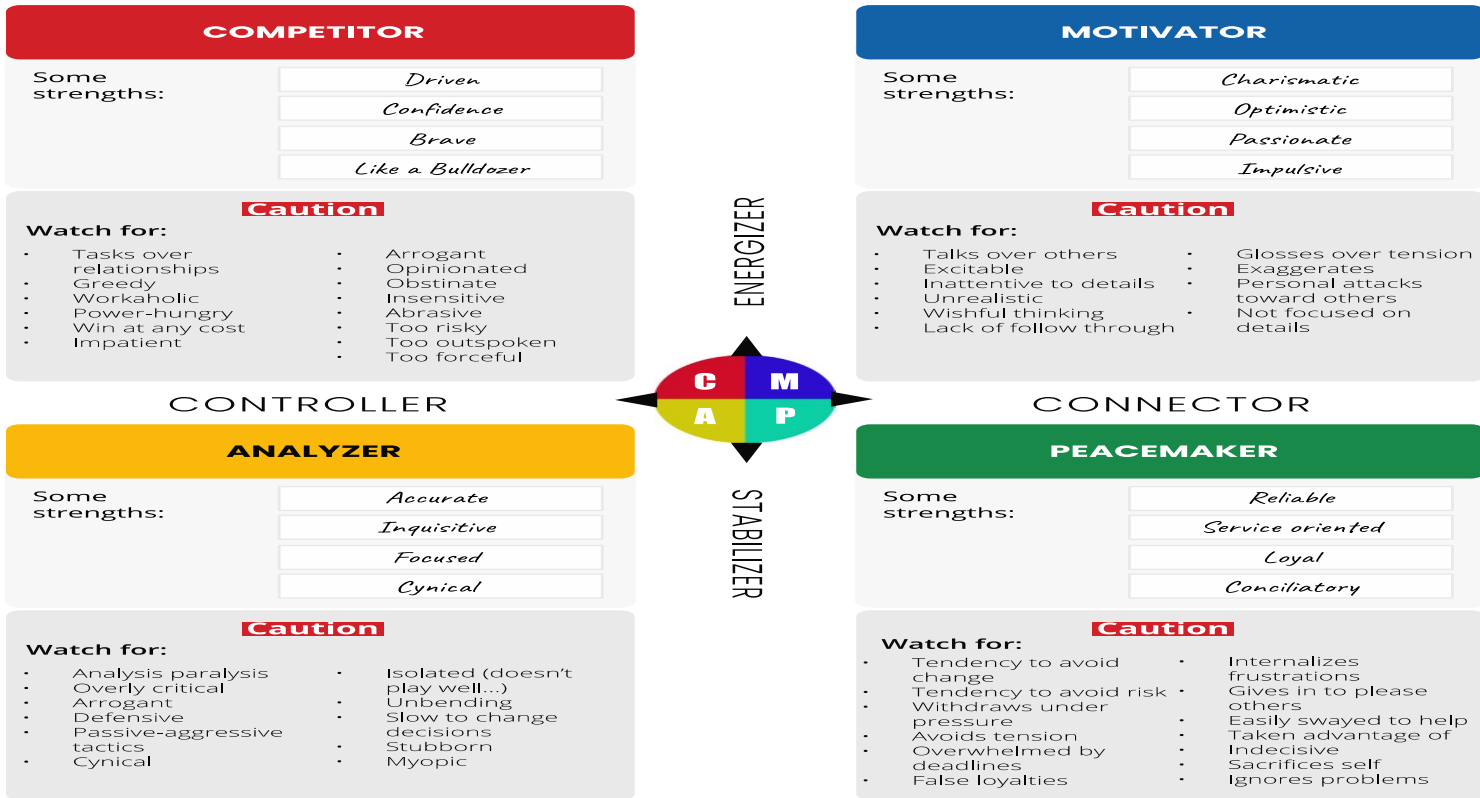 COMPETITOR
Some
strengths:
Driven
Confidence
Brave
Like a Bulldozer
Caution
Watch for:
• Tasks over
relationships
• Greedy
• Workaholic
• Power-hungry
• Win at any cost
• Impatient
• Arrogant
• Opinionated
• Obstinate
• Insensitive
• Abrasive
• Too risky
• Too outspoken
• Too forceful
MOTIVATOR
Some
strengths:
Charismatic
Optimistic
Passionate
Impulsive
Caution
Watch for:
• Talks over others
• Excitable
• Inattentive to details
• Unrealistic
• Wishful thinking
• Lack of follow through
• Glosses over tension
• Exaggerates
• Personal attacks
toward others
• Not focused on
details
ENERGIZER
CONTROLLER
C M
A P
CONNECTOR
STABILIZER
ANALYZER
Some
strengths:
Accurate
Inquisitive
Focused
Cynical
Caution
Watch for:
• Analysis paralysis
• Overly critical
• Arrogant
• Defensive
• Passive-aggressive
tactics
• Cynical
• Isolated (doesn’t
play well...)
• Unbending
• Slow to change
decisions
• Stubborn
• Myopic
PEACEMAKER
Some
strengths:
Reliable
Service oriented
Loyal
Conciliatory
Caution
Watch for:
• Tendency to avoid
change
• Tendency to avoid risk
• Withdraws under
pressure
• Avoids tension
• Overwhelmed by
deadlines
• False loyalties
• Internalizes
frustrations
• Gives in to please
others
• Easily swayed to help
• Taken advantage of
• Indecisive
• Sacrifices self
• Ignores problems